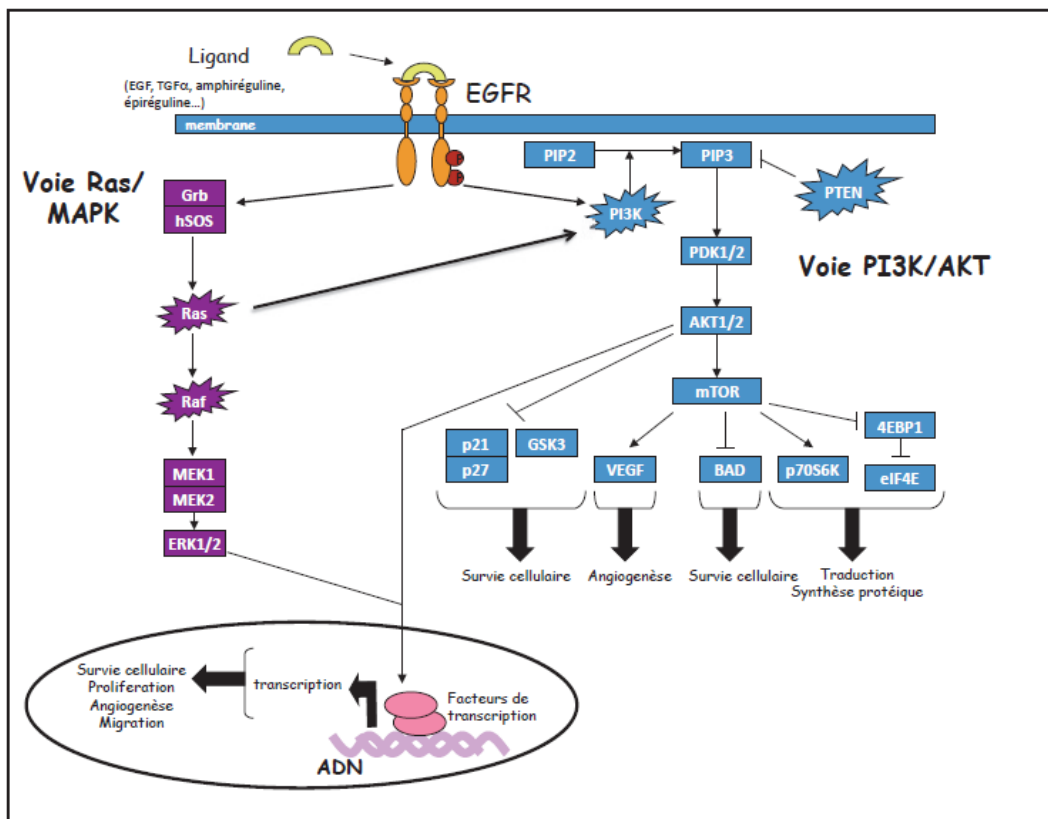 Ligand
(EGF, TGFα, amphiréguline,
épiréguline...)
EGFR
membrane
Voie Ras/
MAPK
Grb
hSOS
Ras
Raf
MEK1
MEK2
ERK1/2
P
P
PIP2
PIP3
PI3K
PTEN
PDK1/2
Voie PI3K/AKT
AKT1/2
mTOR
p21
p27
GSK3
VEGF
BAD
p70S6K
4EBP1
eIF4E
Survie cellulaire
Angiogenèse
Survie cellulaire
Traduction
Synthèse protéique
Survie cellulaire
Proliferation
Angiogenèse
Migration
transcription
Facteurs de
transcription
ADN